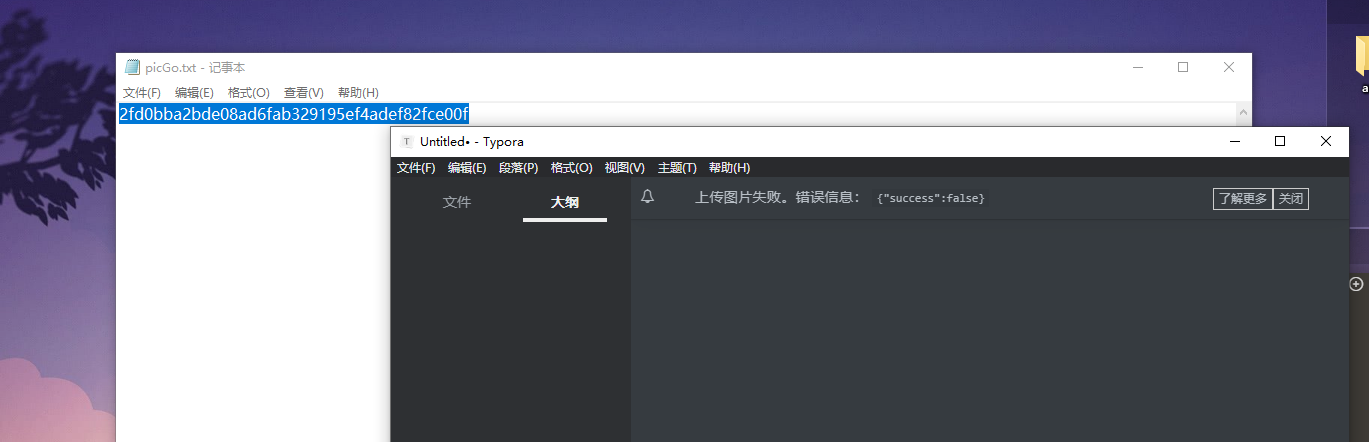 picGo.txt - 记事本
文件(F) 编辑(E) 格式(O) 查看(V) 帮助(H)
2fd0bba2bde08ad6fab329195ef4adef82fce00f
a
Untitled• - Typora
文件(F) 编辑(E) 段落(P) 格式(O) 视图(V) 主题(T) 帮助(H)
文件 大纲
上传图片失败。错误信息： {"success":false} 了解更多 关闭